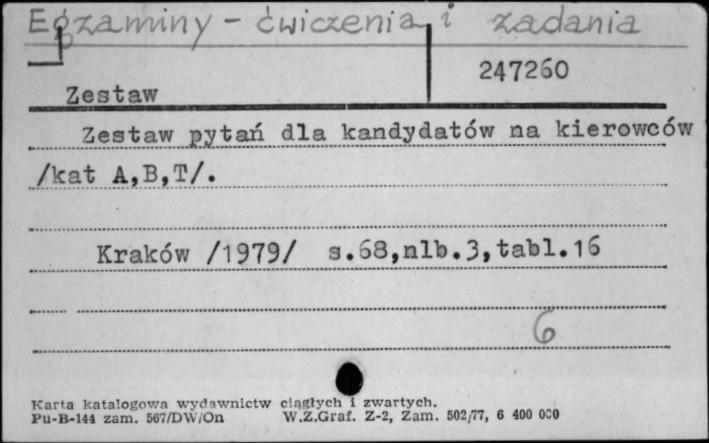 Egzaminy - ćwiczenia i zadania
247260
Zestaw
Zestaw pytań dla kandydatów na kierowców
/kat A,B,T/.
Kraków /1979/ s.68,nlb.3,tabl.16
6
Karta katalogowa wydawnictw ciągłych i zwartych.
Pu-B-144 zam. 567/DW/On W.Z.Graf. Z-2, Zam. 502/77, 6 400 000